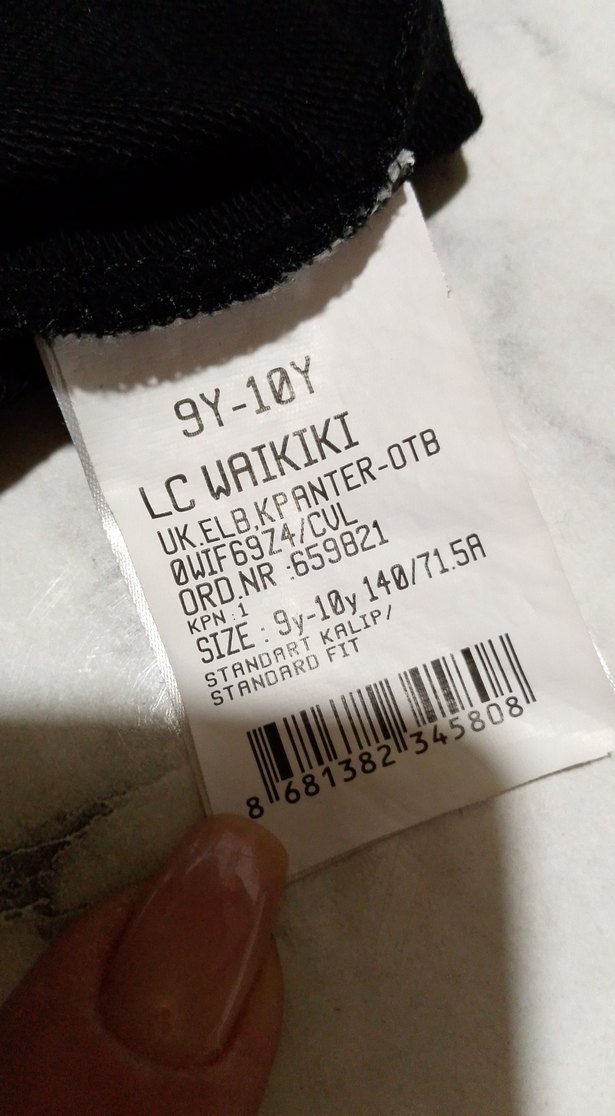 9Y-10Y
LC WAIKIKI
UK.ELB,KPANTER-OTB
0WIF69Z4/CVL
ORD.NR :659821
KPN :1
SIZE : 9y-10y 140/71.5A
STANDART KALIP/
STANDARD FIT
8 681382 345808